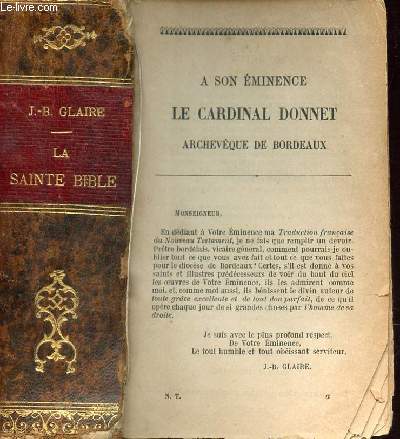 www.le-livre.com
J.-B. GLAIRE
LA
SAINTE BIBLE
A SON ÉMINENCE
LE CARDINAL DONNET
ARCHEVÊQUE DE BORDEAUX
MONSEIGNEUR,
En dédiant à Votre Éminence ma Traduction française
du Nouveau Testament, je ne fais que remplir un devoir.
Prêtre bordelais, vicaire général, comment pourrais-je ou-
blier tout ce que vous avez fait et tout ce que vous faites
pour le diocèse de Bordeaux? Certes, s'il est donné à vos
saints et illustres prédécesseurs de voir du haut du ciel
les œuvres de Votre Éminence, ils les admirent comme
moi, et, comme moi aussi, ils bénissent le divin auteur de
toute grâce excellente et de tout don parfait, de ce qu'il
opère chaque jour de si grandes choses par l'homme de sa
droite.
Je suis avec le plus profond respect,
De Votre Éminence,
Le tout humble et tout obéissant serviteur,
J.-B. GLAIRE.
N. T.